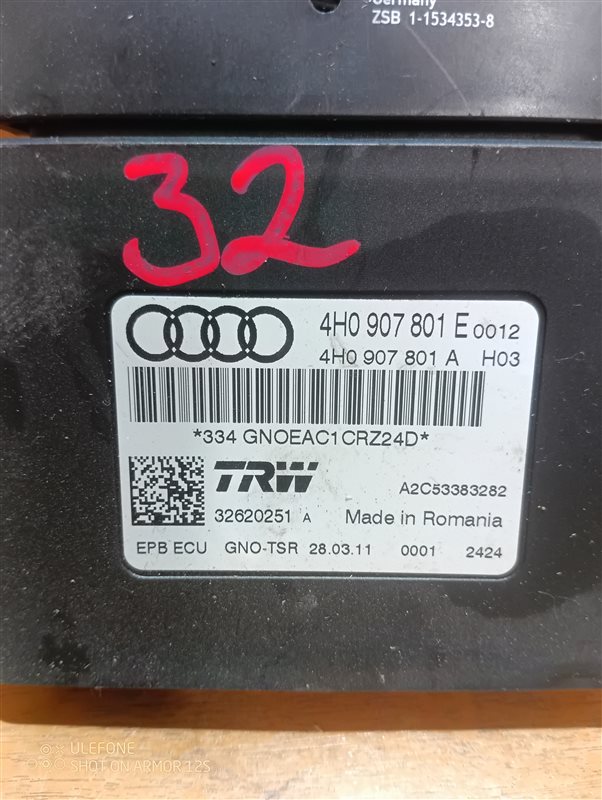 Germany
ZSB 1-1534353-8
32
4H0 907 801 E 0012
4H0 907 801 A H03
*334 GNOEAC1CRZ24D*
TRW
A2C53383282
32620251 A Made in Romania
EPB ECU GNO-TSR 28.03.11 0001 2424
ULEFONE
SHOT ON ARMOR 12S